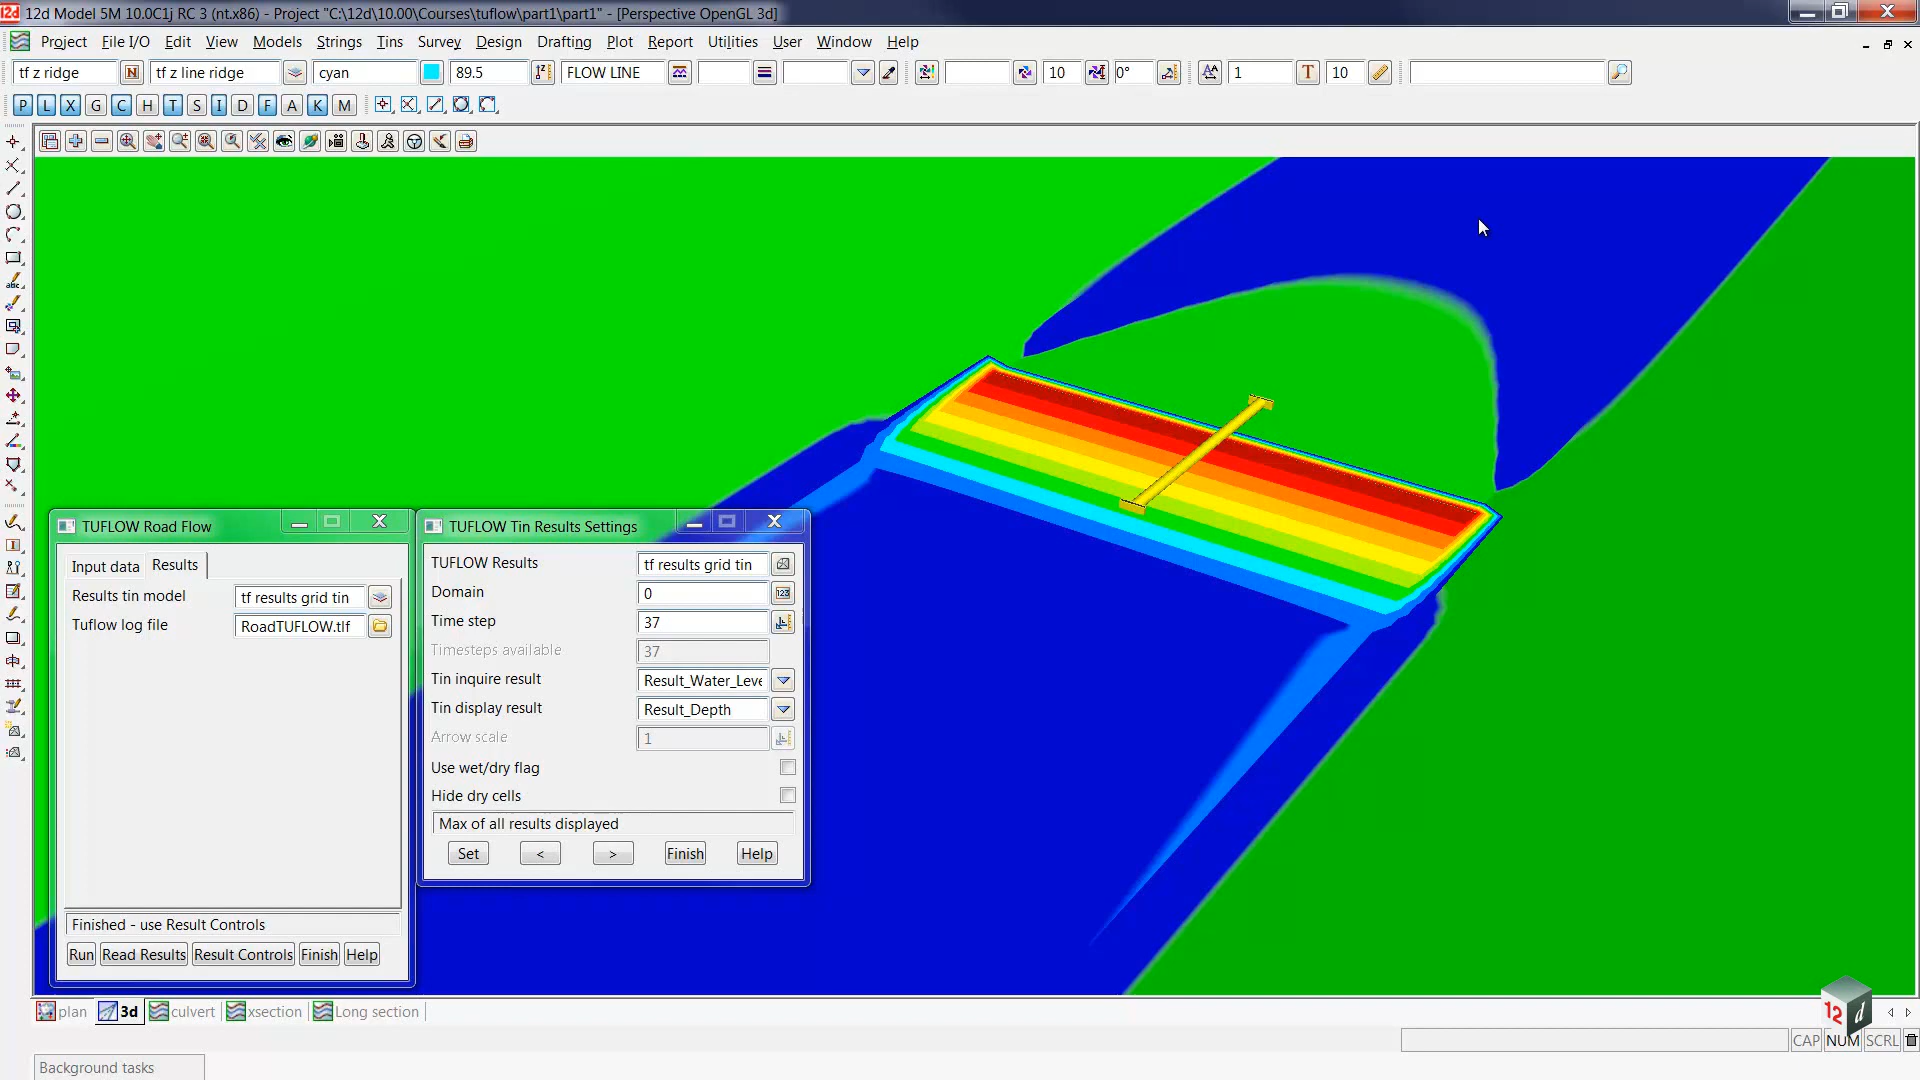 12d Model 5M 10.0C1j RC 3 (nt.x86) - Project "C:\12d\10.00\Courses\tuflow\part1\part1" - [Perspective OpenGL 3d]
Project File I/O Edit View Models Strings Tins Survey Design Drafting Plot Report Utilities User Window Help
tf z ridge N tf z line ridge cyan 89.5 FLOW LINE 10 0° 1 T 10
P L X G C H T S I D F A K M
TUFLOW Road Flow
Input data Results
Results tin model tf results grid tin
Tuflow log file RoadTUFLOW.tlf
Finished - use Result Controls
Run Read Results Result Controls Finish Help
TUFLOW Tin Results Settings
TUFLOW Results tf results grid tin
Domain 0
Time step 37
Timesteps available 37
Tin inquire result Result_Water_Leve
Tin display result Result_Depth
Arrow scale 1
Use wet/dry flag
Hide dry cells
Max of all results displayed
Set < > Finish Help
plan 3d culvert xsection Long section
12 d
CAP NUM SCRL
Background tasks